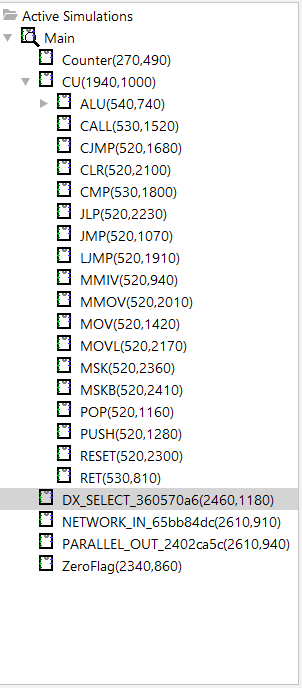 Active Simulations
Main
Counter(270,490)
CU(1940,1000)
ALU(540,740)
CALL(530,1520)
CJMP(520,1680)
CLR(520,2100)
CMP(530,1800)
JLP(520,2230)
JMP(520,1070)
LJMP(520,1910)
MMIV(520,940)
MMOV(520,2010)
MOV(520,1420)
MOVL(520,2170)
MSK(520,2360)
MSKB(520,2410)
POP(520,1160)
PUSH(520,1280)
RESET(520,2300)
RET(530,810)
DX_SELECT_360570a6(2460,1180)
NETWORK_IN_65bb84dc(2610,910)
PARALLEL_OUT_2402ca5c(2610,940)
ZeroFlag(2340,860)